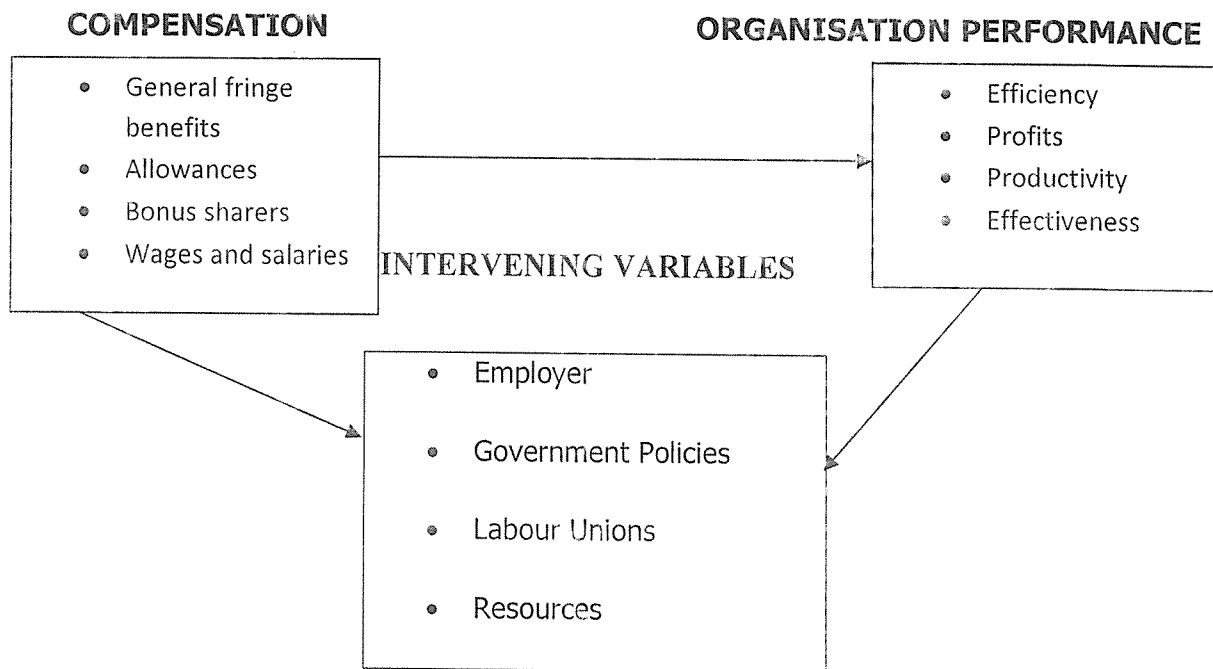 COMPENSATION
• General fringe
benefits
• Allowances
• Bonus sharers
• Wages and salaries
ORGANISATION PERFORMANCE
• Efficiency
• Profits
• Productivity
• Effectiveness
INTERVENING VARIABLES
• Employer
• Government Policies
• Labour Unions
• Resources